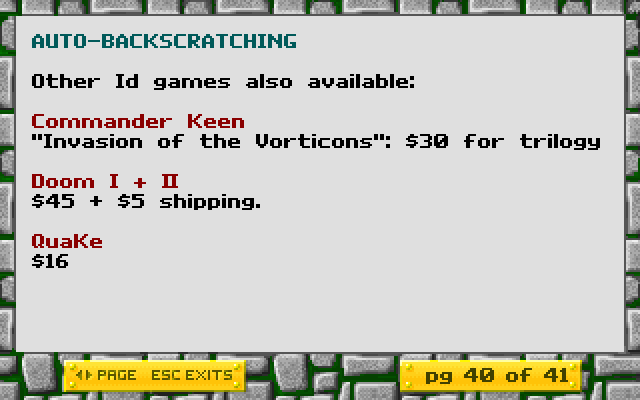 AUTO-BACKSCRATCHING
Other Id games also available:
Commander Keen
"Invasion of the Vorticons": $30 for trilogy
Doom I + II
$45 + $5 shipping.
QuaKe
$16
PAGE ESC EXITS
pg 40 of 41